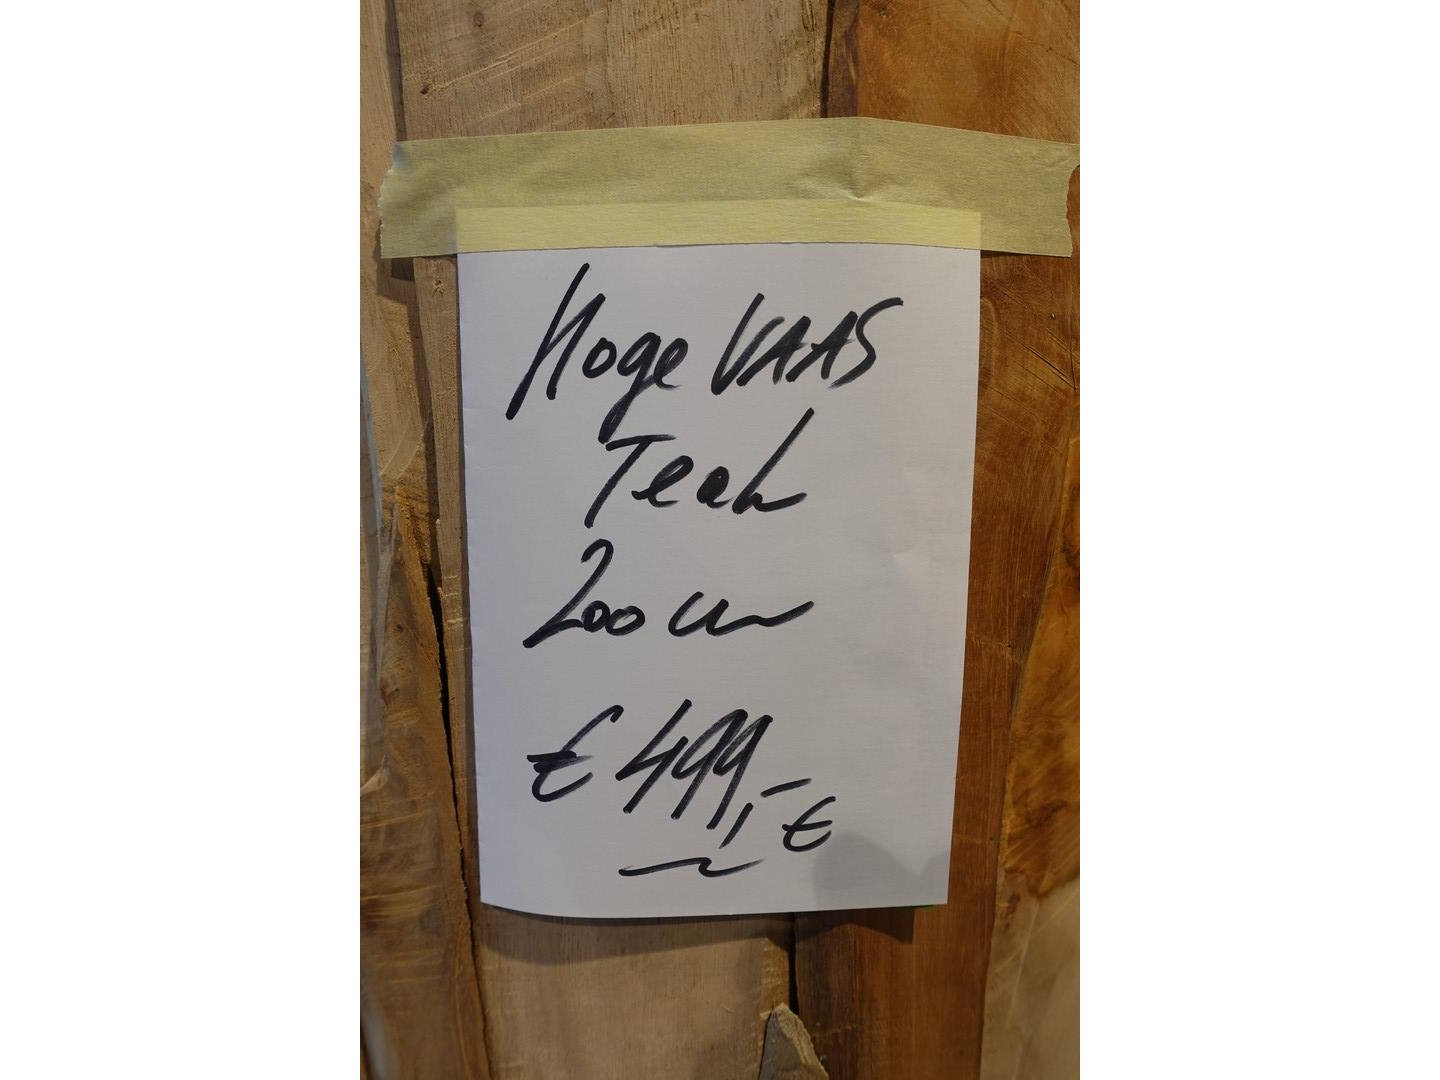 Hoge VAAS
Teak
200 cm
€ 499,- €